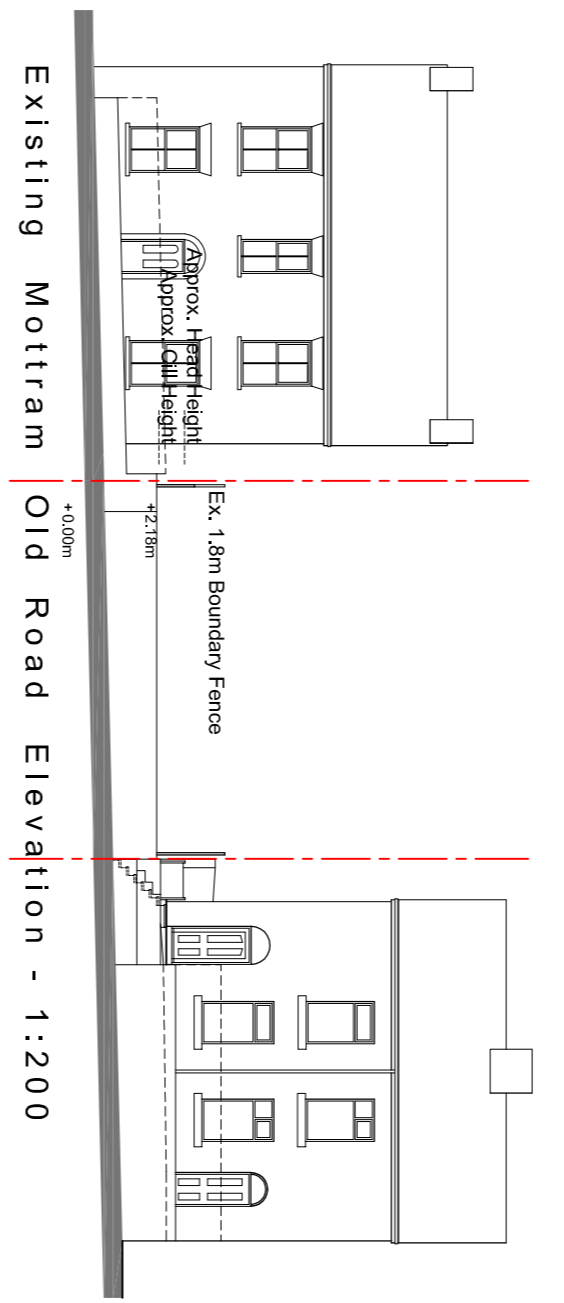 Approx. Head Height
Approx. Cill Height
Ex. 1.8m Boundary Fence
+2.18m
+0.00m
Existing Mottram Old Road Elevation - 1:200